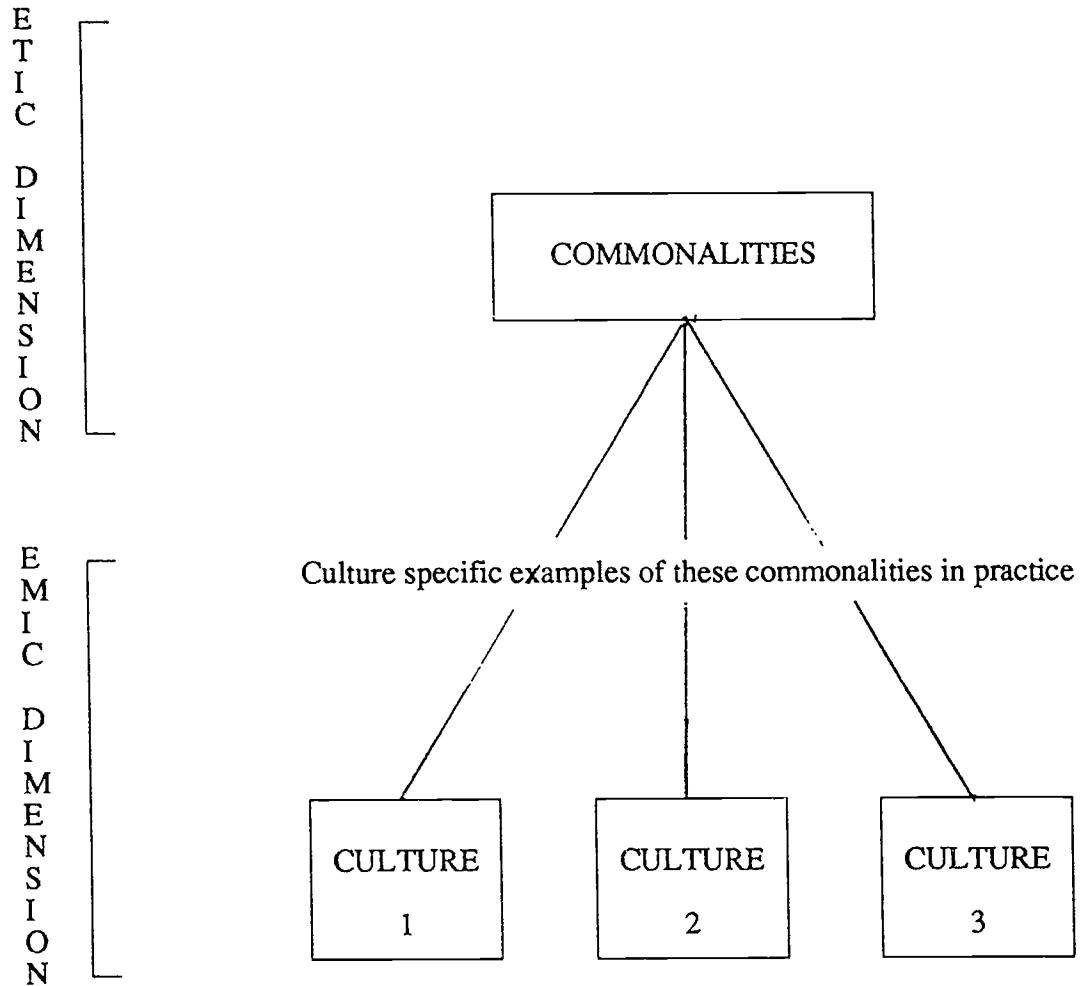 ETIC DIMENSION
COMMONALITIES
EMIC DIMENSION
Culture specific examples of these commonalities in practice
CULTURE
1
CULTURE
2
CULTURE
3